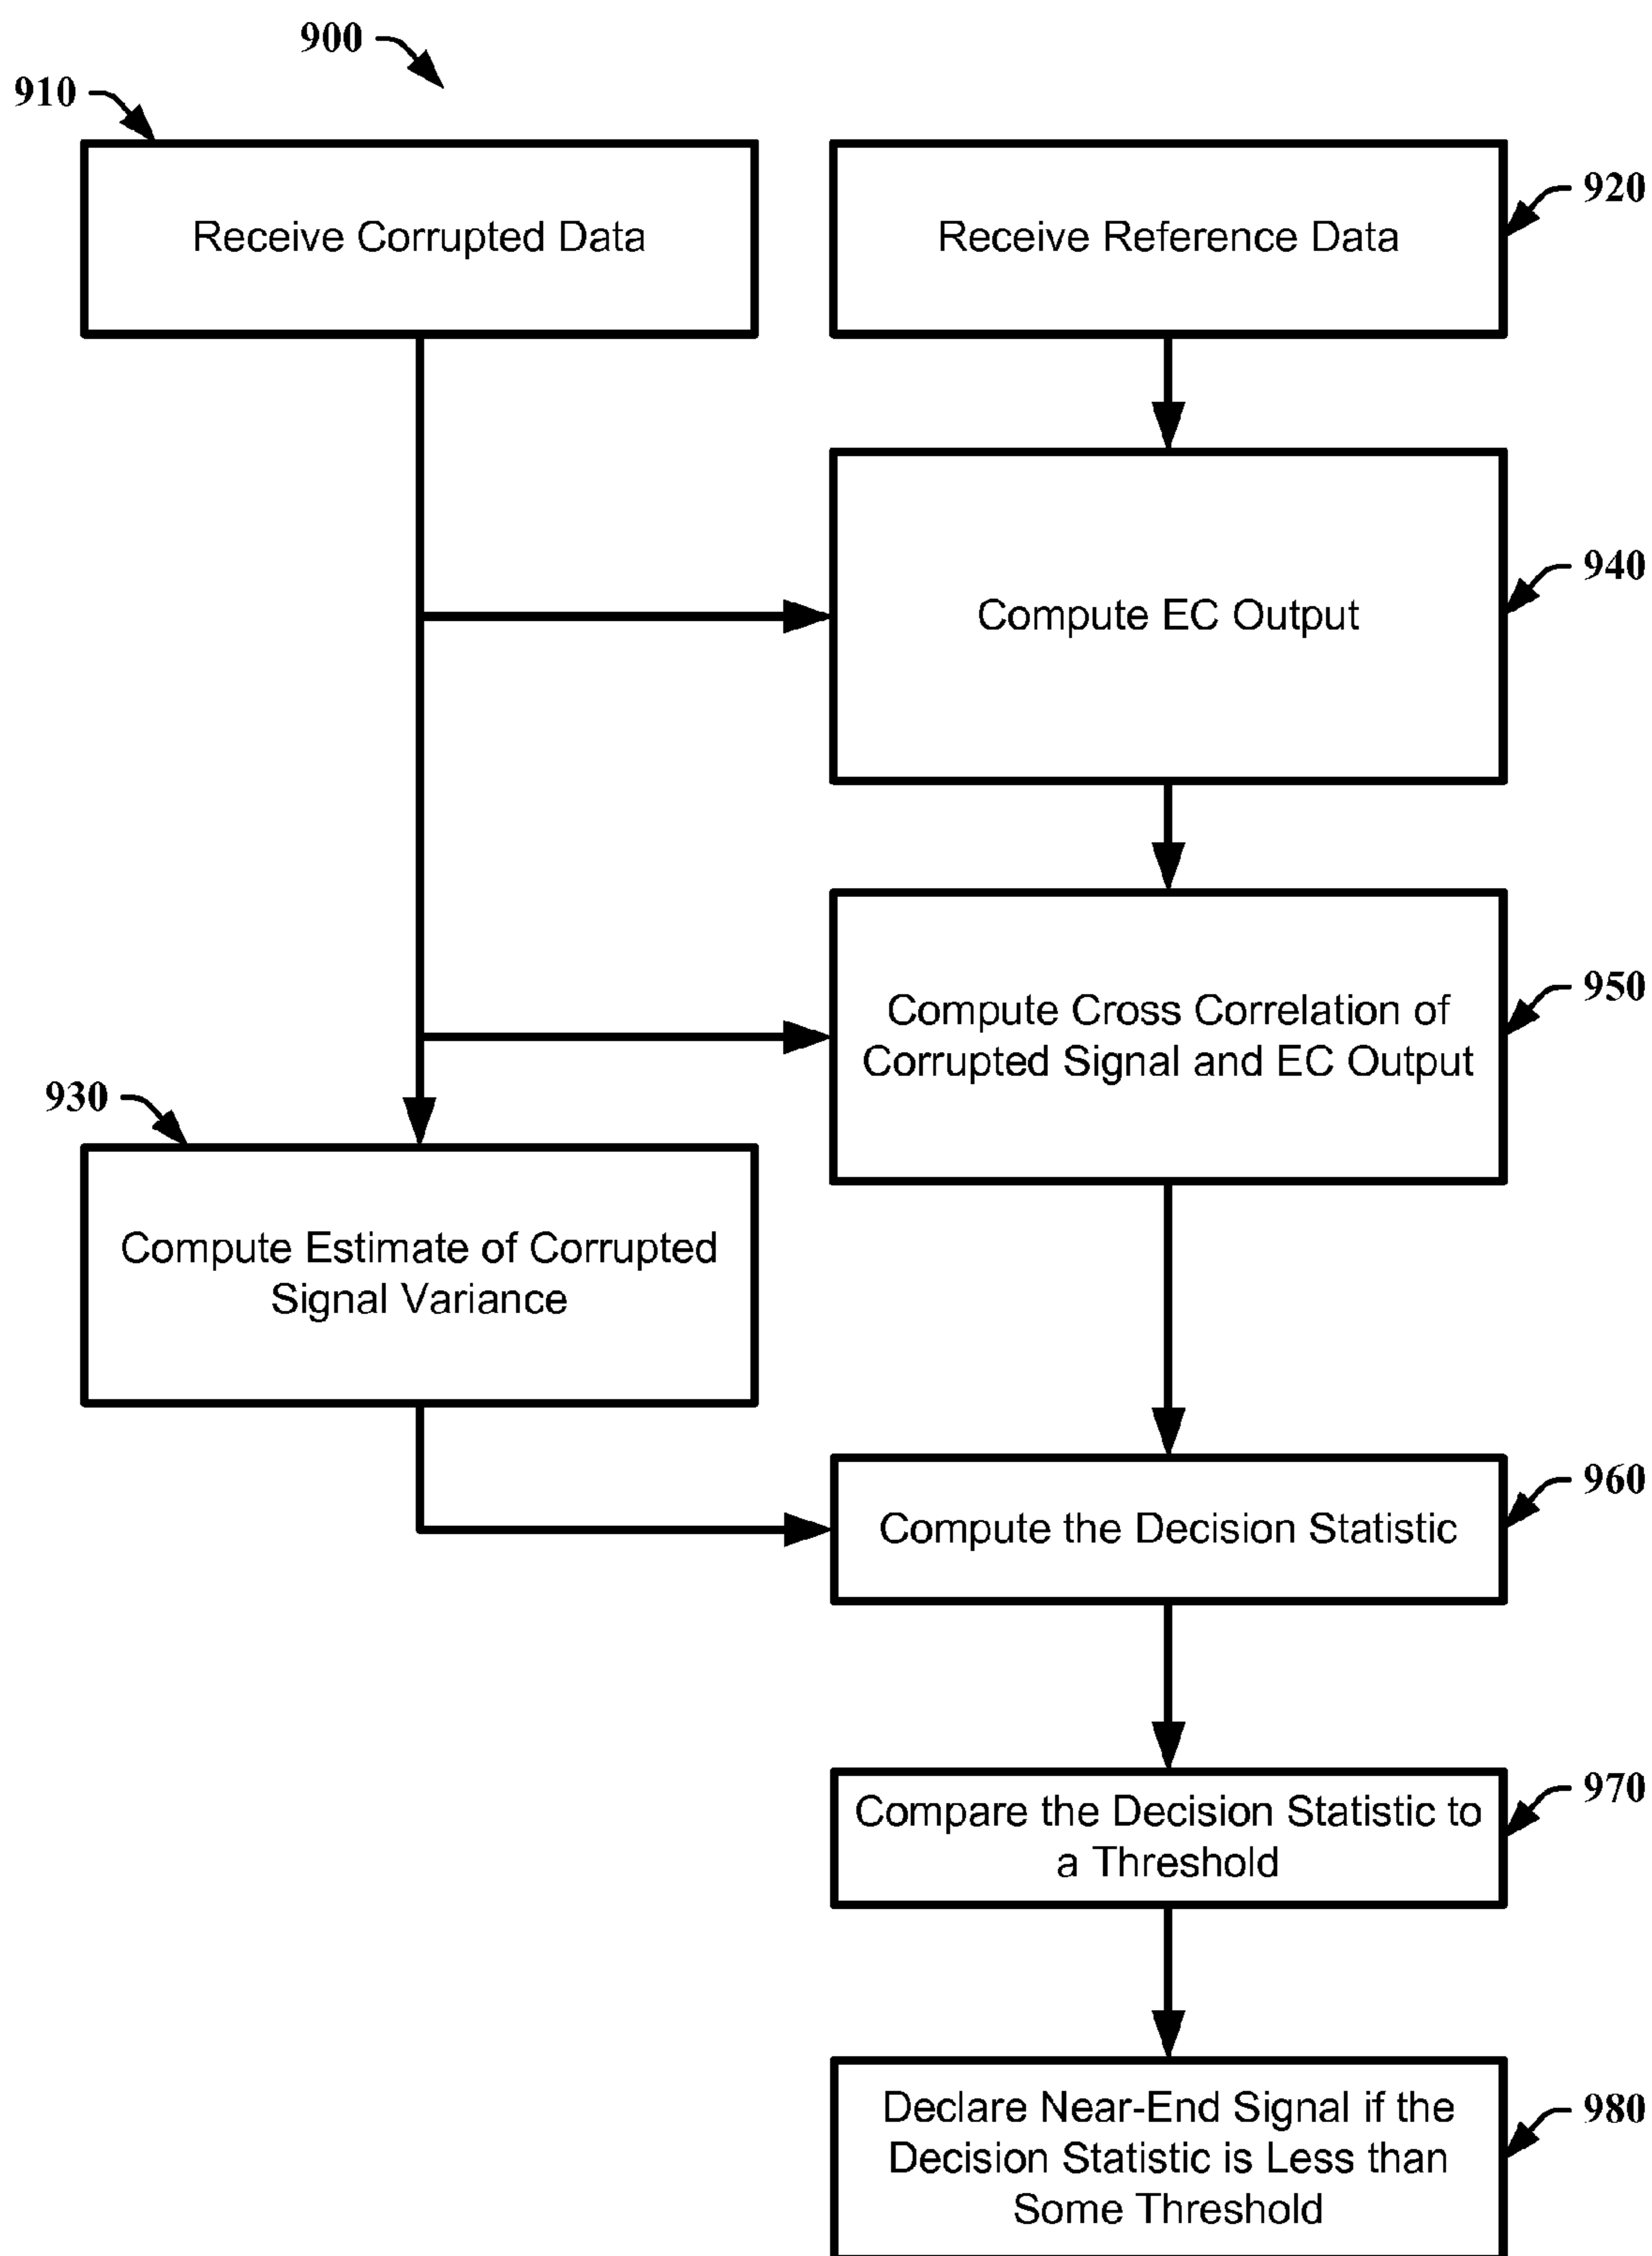 900
910
Receive Corrupted Data
Receive Reference Data
920
Compute EC Output
940
Compute Cross Correlation of
Corrupted Signal and EC Output
950
930
Compute Estimate of Corrupted
Signal Variance
Compute the Decision Statistic
960
Compare the Decision Statistic to
a Threshold
970
Declare Near-End Signal if the
Decision Statistic is Less than
Some Threshold
980